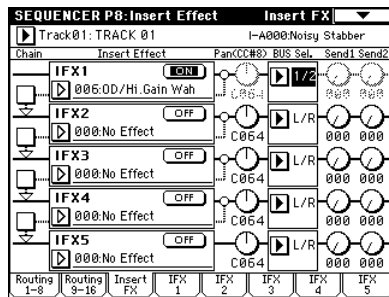 SEQUENCER P8:Insert Effect Insert FX
Track01: TRACK 01 I-A000:Noisy Stabber
Chain Insert Effect Pan(CC#8) BUS Sel. Send1 Send2
IFX1 ON 1/2
006:OD/Hi.Gain Wah C064 000 000
IFX2 OFF L/R
000:No Effect C064 000 000
IFX3 OFF L/R
000:No Effect C064 000 000
IFX4 OFF L/R
000:No Effect C064 000 000
IFX5 OFF L/R
000:No Effect C064 000 000
Routing 1-8 Routing 9-16 Insert FX IFX 1 IFX 2 IFX 3 IFX 4 IFX 5